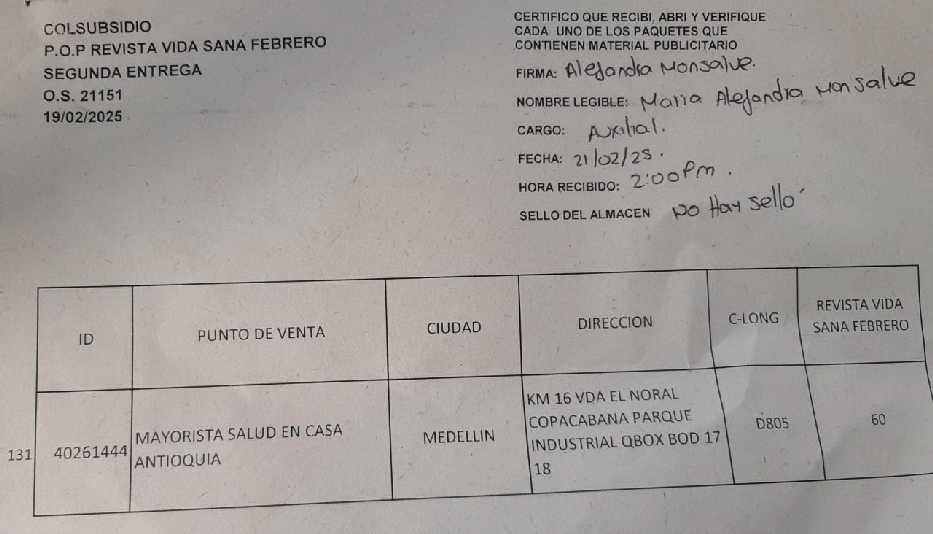 COLSUBSIDIO
P.O.P REVISTA VIDA SANA FEBRERO
SEGUNDA ENTREGA
O.S. 21151
19/02/2025
CERTIFICO QUE RECIBI, ABRI Y VERIFIQUE
CADA UNO DE LOS PAQUETES QUE
CONTIENEN MATERIAL PUBLICITARIO
FIRMA: Alejandra Monsalve.
NOMBRE LEGIBLE: Maria Alejandra Monsalve
CARGO: Auxiliar.
FECHA: 21/02/25.
HORA RECIBIDO: 2:00 Pm.
SELLO DEL ALMACEN No Hay sello
ID
PUNTO DE VENTA
CIUDAD
DIRECCION
C-LONG
REVISTA VIDA
SANA FEBRERO
131
40261444
MAYORISTA SALUD EN CASA
ANTIOQUIA
MEDELLIN
KM 16 VDA EL NORAL
COPACABANA PARQUE
INDUSTRIAL QBOX BOD 17
18
D805
60